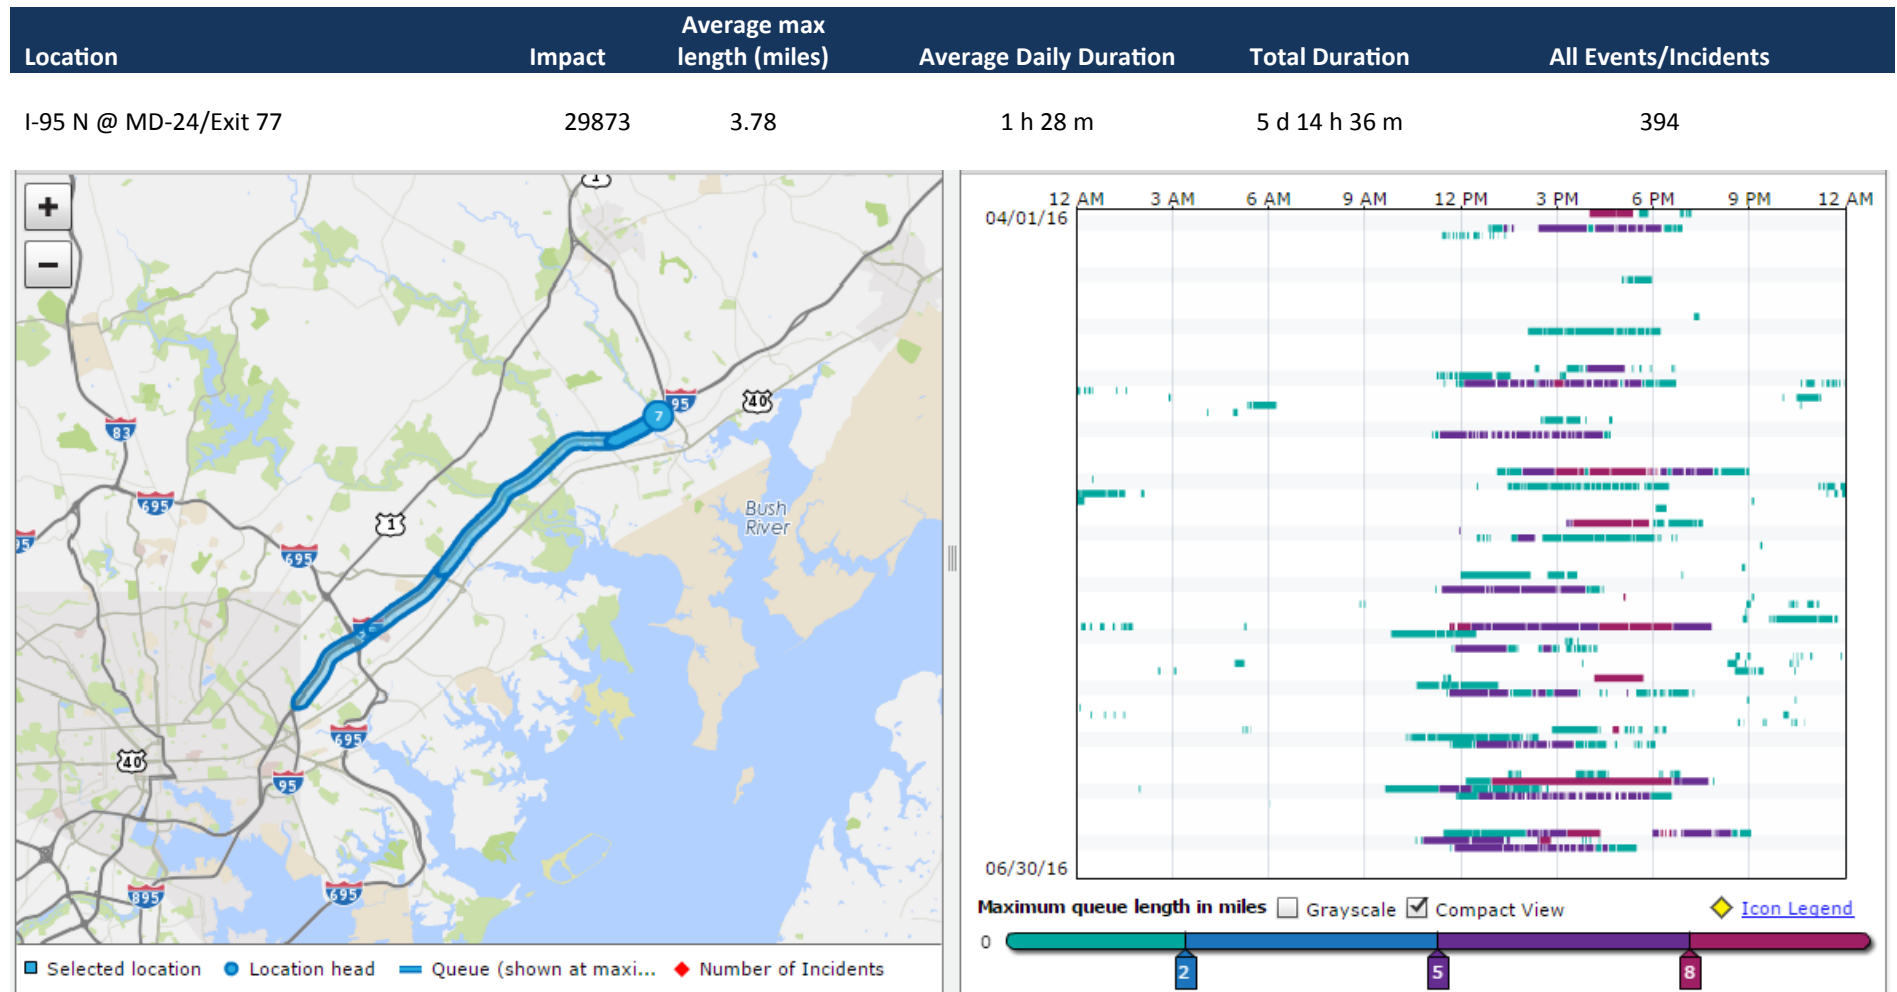 Location Impact Average max length (miles) Average Daily Duration Total Duration All Events/Incidents
I-95 N @ MD-24/Exit 77 29873 3.78 1 h 28 m 5 d 14 h 36 m 394
+
−
1
83
695
95
1
695
95
40
7
Bush
River
695
40
95
895
695
Selected location Location head Queue (shown at maxi... Number of Incidents
12 AM 3 AM 6 AM 9 AM 12 PM 3 PM 6 PM 9 PM 12 AM
04/01/16
06/30/16
Maximum queue length in miles Grayscale Compact View Icon Legend
0
2 5 8